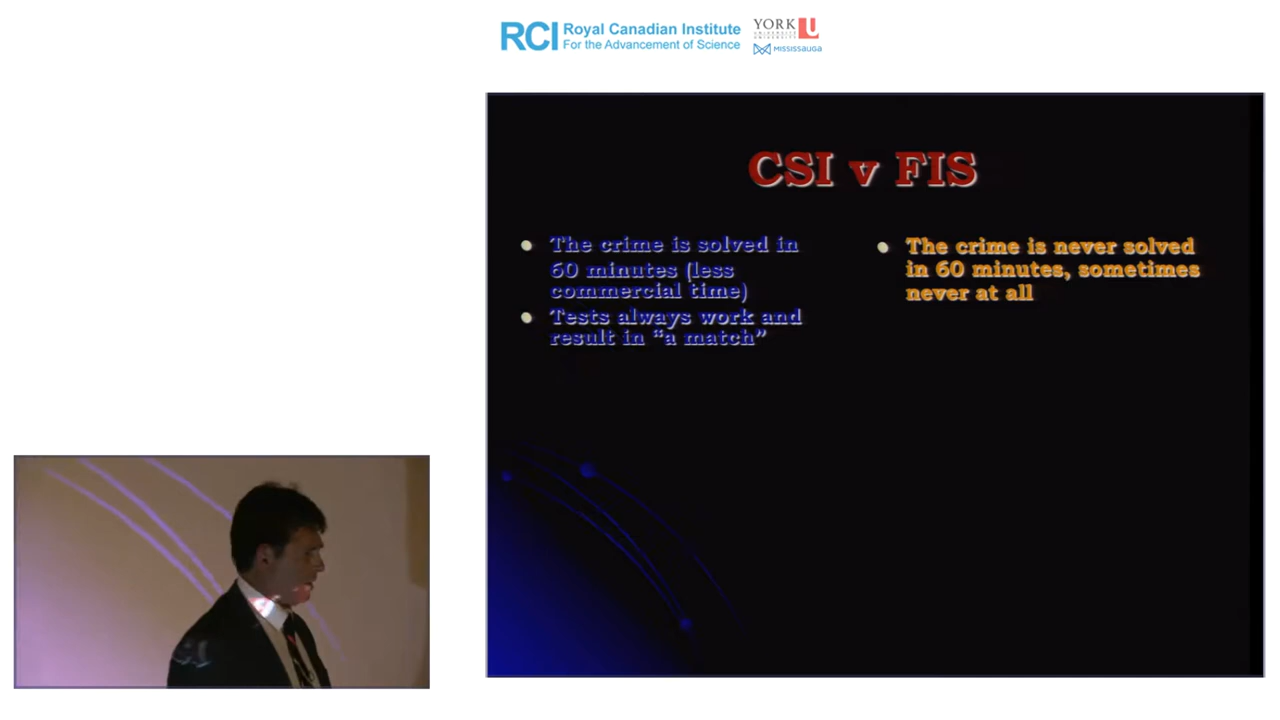 RCI Royal Canadian Institute
For the Advancement of Science
YORK U
MISSISSAUGA
CSI v FIS
The crime is solved in
60 minutes (less
commercial time)
Tests always work and
result in “a match”
The crime is never solved
in 60 minutes, sometimes
never at all